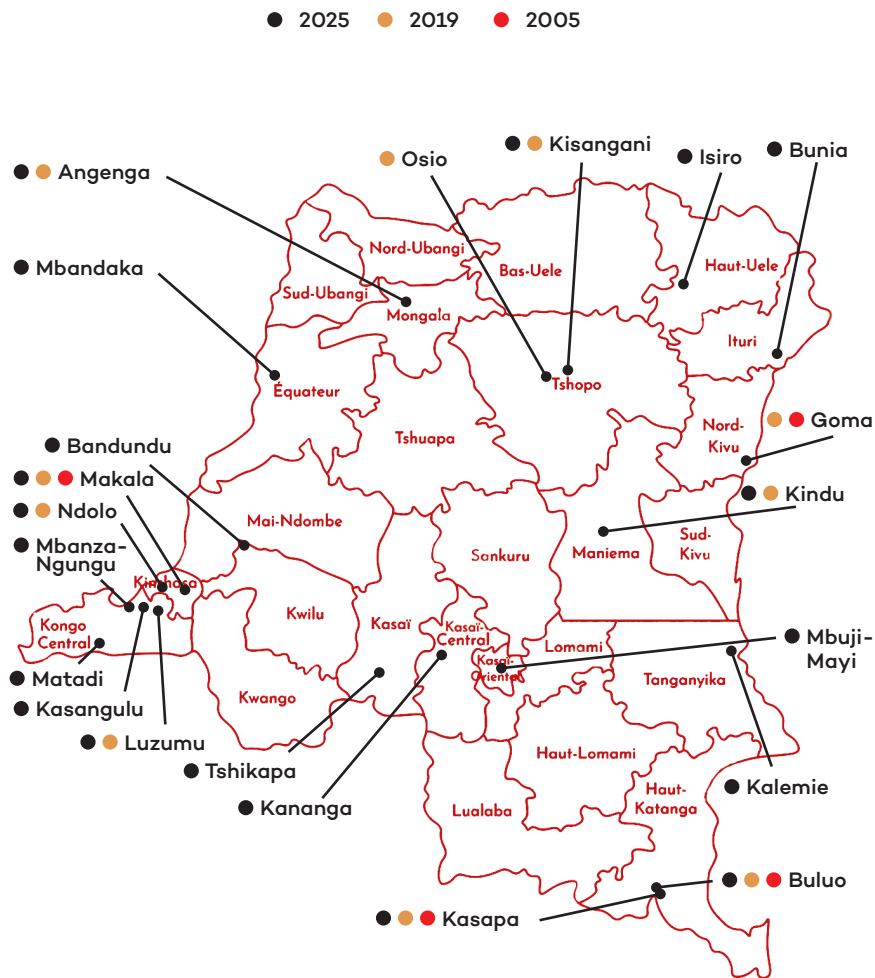 2025 2019 2005
Osio
Kisangani
Isiro
Bunia
Angenga
Mbandaka
Nord-Ubangi
Bas-Uele
Haut-Uele
Sud-Ubangi
Mongala
Ituri
Équateur
Tshopo
Tshuapa
Nord-
Kivu
Goma
Bandundu
Makala
Ndolo
Mbanza-
Ngungu
Kindu
Mai-Ndombe
Sankuru
Maniema
Sud-
Kivu
Kinshasa
Kongo
Central
Kwilu
Kasaï
Kasaï-
Central
Kasaï-
Oriental
Lomami
Mbuji-
Mayi
Tanganyika
Matadi
Kasangulu
Kwango
Luzumu
Tshikapa
Kananga
Haut-Lomami
Lualaba
Haut-
Katanga
Kalemie
Buluo
Kasapa